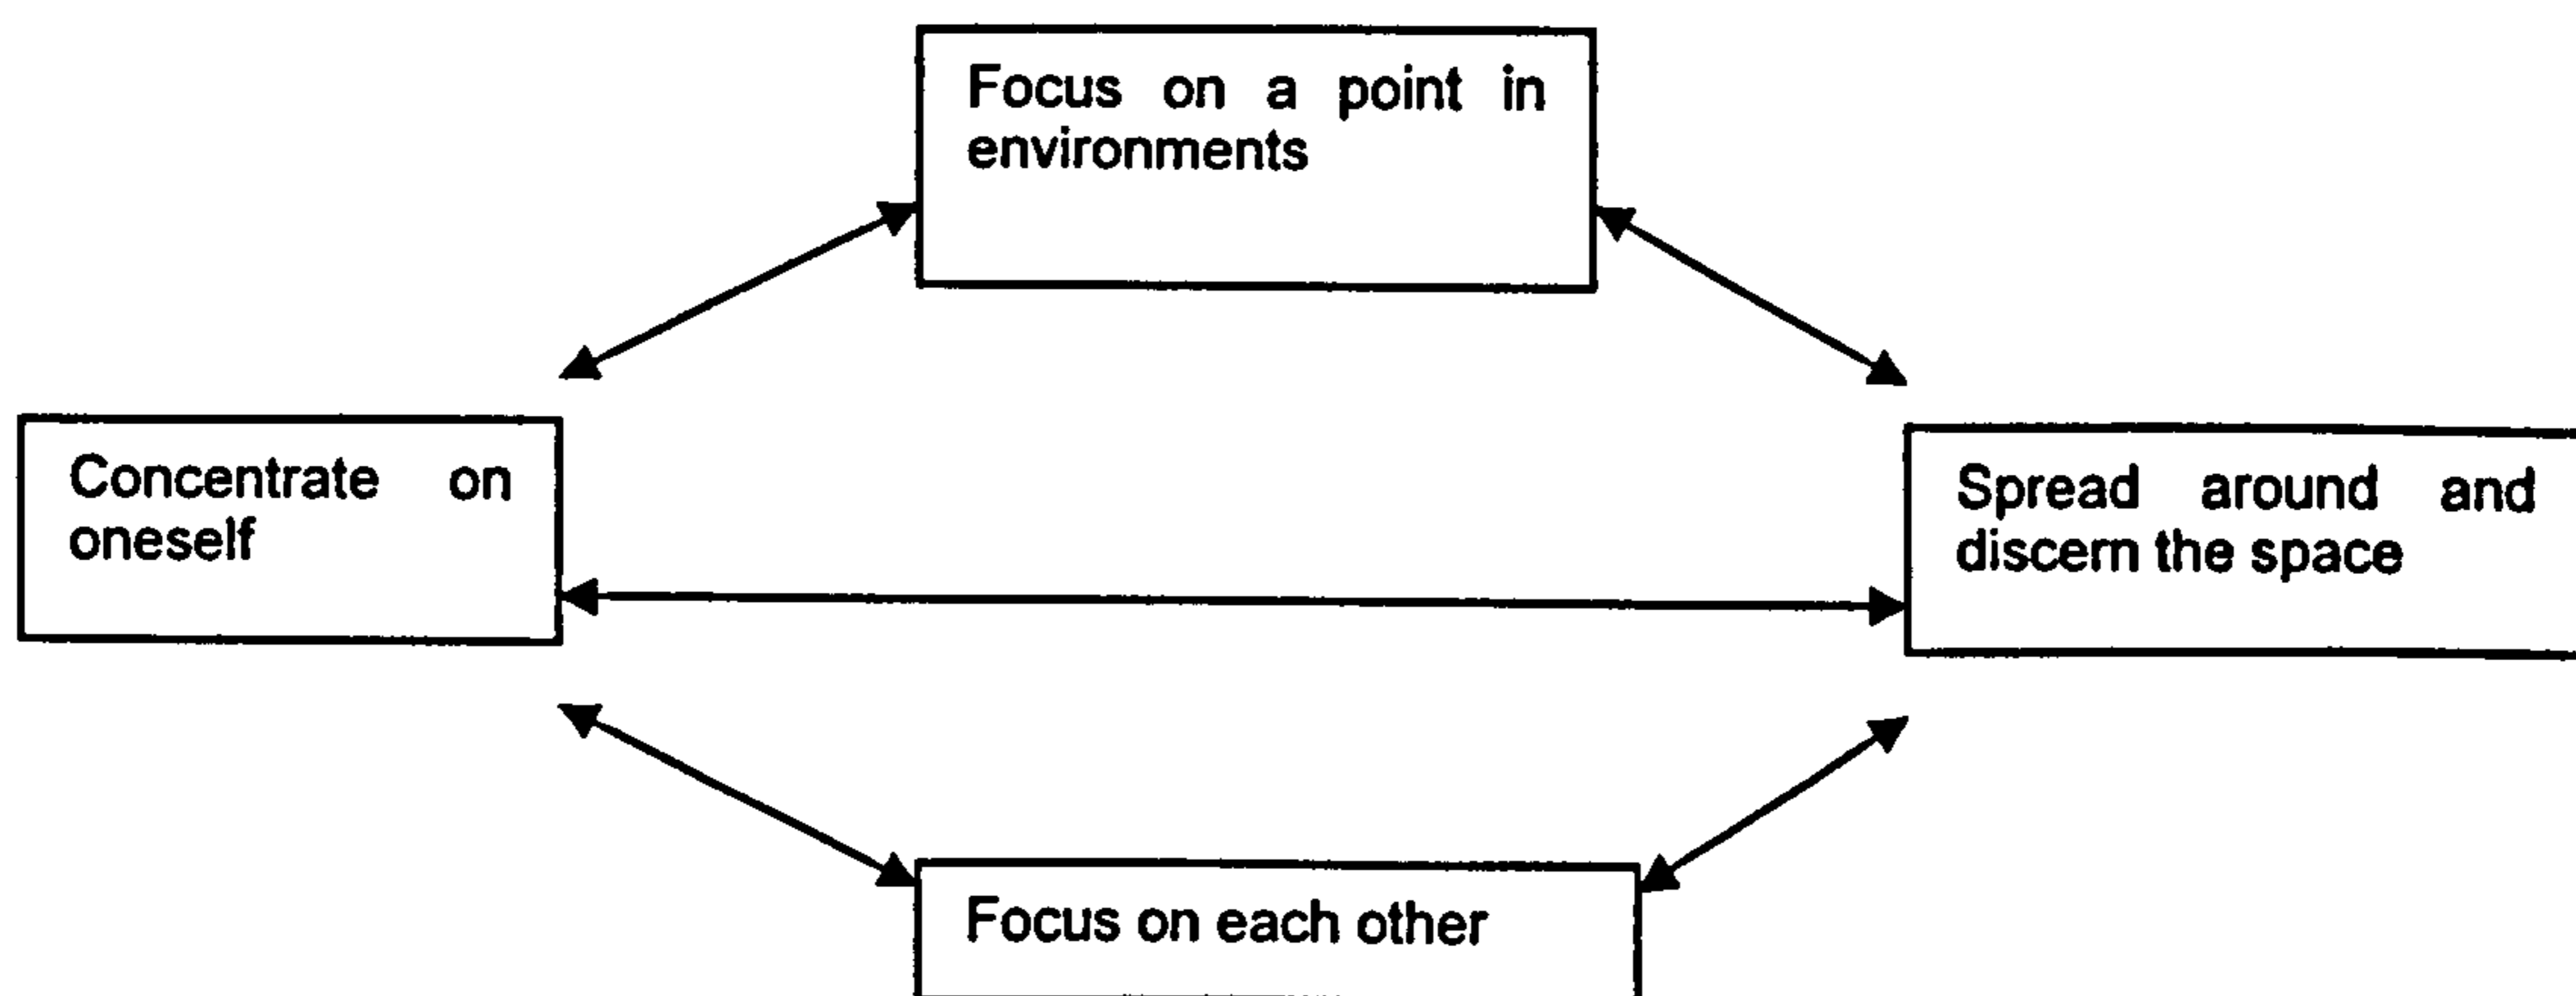 Focus on a point in
environments
Concentrate on
oneself
Spread around and
discern the space
Focus on each other